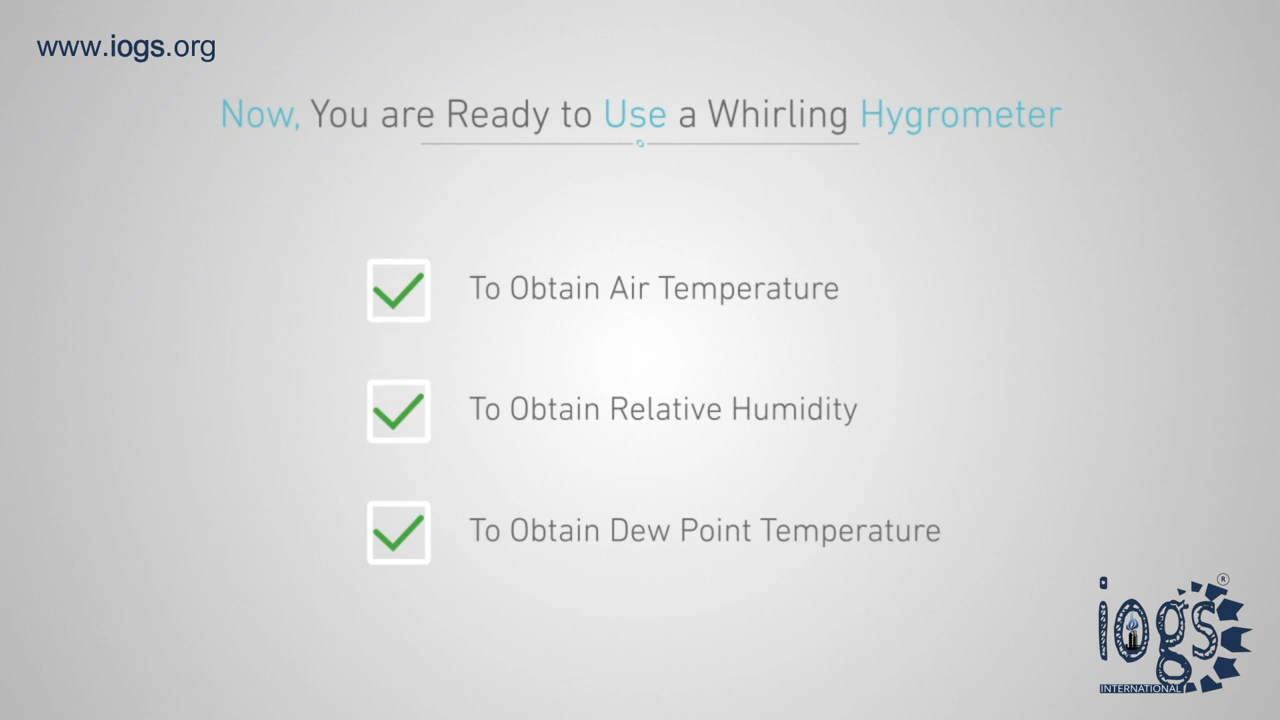 www.iogs.org
Now, You are Ready to Use a Whirling Hygrometer
To Obtain Air Temperature
To Obtain Relative Humidity
To Obtain Dew Point Temperature
iogs ®
INTERNATIONAL